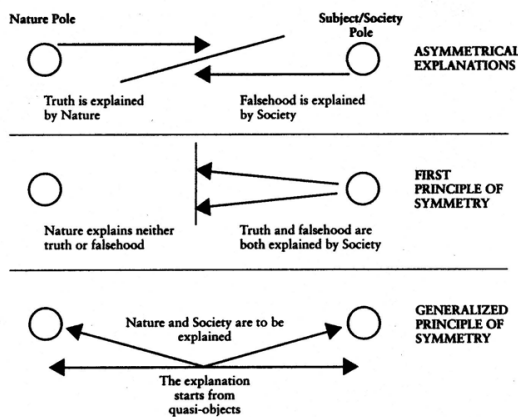 Nature Pole
Subject/Society
Pole
ASYMMETRICAL
EXPLANATIONS
Truth is explained
by Nature
Falsehood is explained
by Society
FIRST
PRINCIPLE OF
SYMMETRY
Nature explains neither
truth or falsehood
Truth and falsehood are
both explained by Society
GENERALIZED
PRINCIPLE OF
SYMMETRY
Nature and Society are to be
explained
The explanation
starts from
quasi-objects